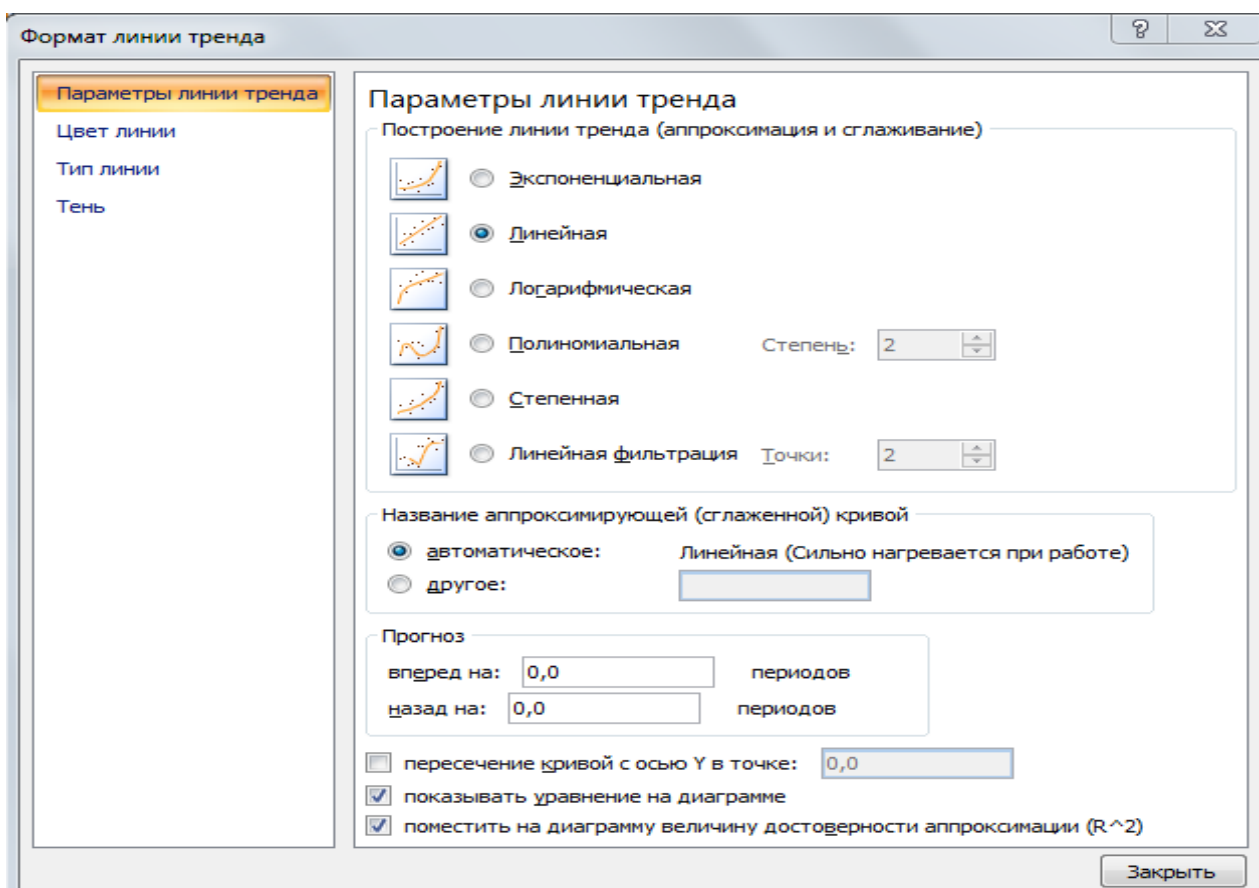 Формат линии тренда
Параметры линии тренда
Цвет линии
Тип линии
Тень
Параметры линии тренда
Построение линии тренда (аппроксимация и сглаживание)
Экспоненциальная
Линейная
Логарифмическая
Полиномиальная Степень: 2
Степенная
Линейная фильтрация Точки: 2
Название аппроксимирующей (сглаженной) кривой
автоматическое: Линейная (Сильно нагревается при работе)
другое:
Прогноз
вперед на: 0,0 периодов
назад на: 0,0 периодов
пересечение кривой с осью Y в точке: 0,0
показывать уравнение на диаграмме
поместить на диаграмму величину достоверности аппроксимации (R^2)
Закрыть